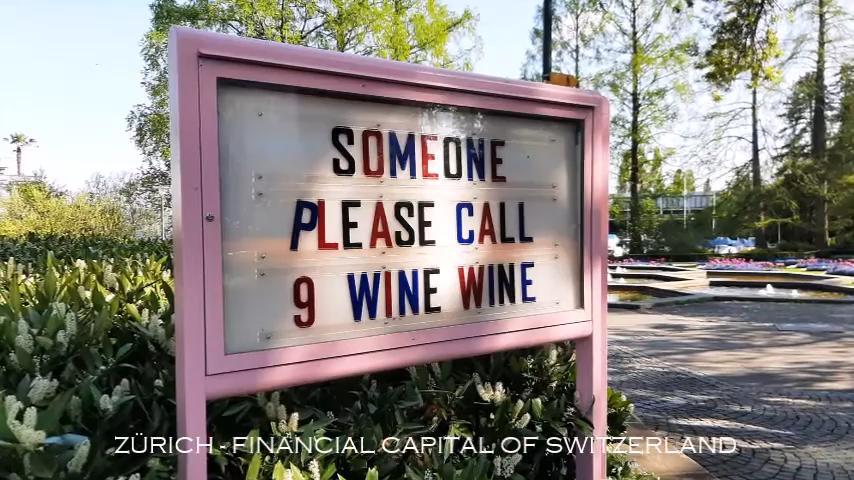 SOMEONE
PLEASE CALL
9 WINE WINE
ZÜRICH - FINANCIAL CAPITAL OF SWITZERLAND